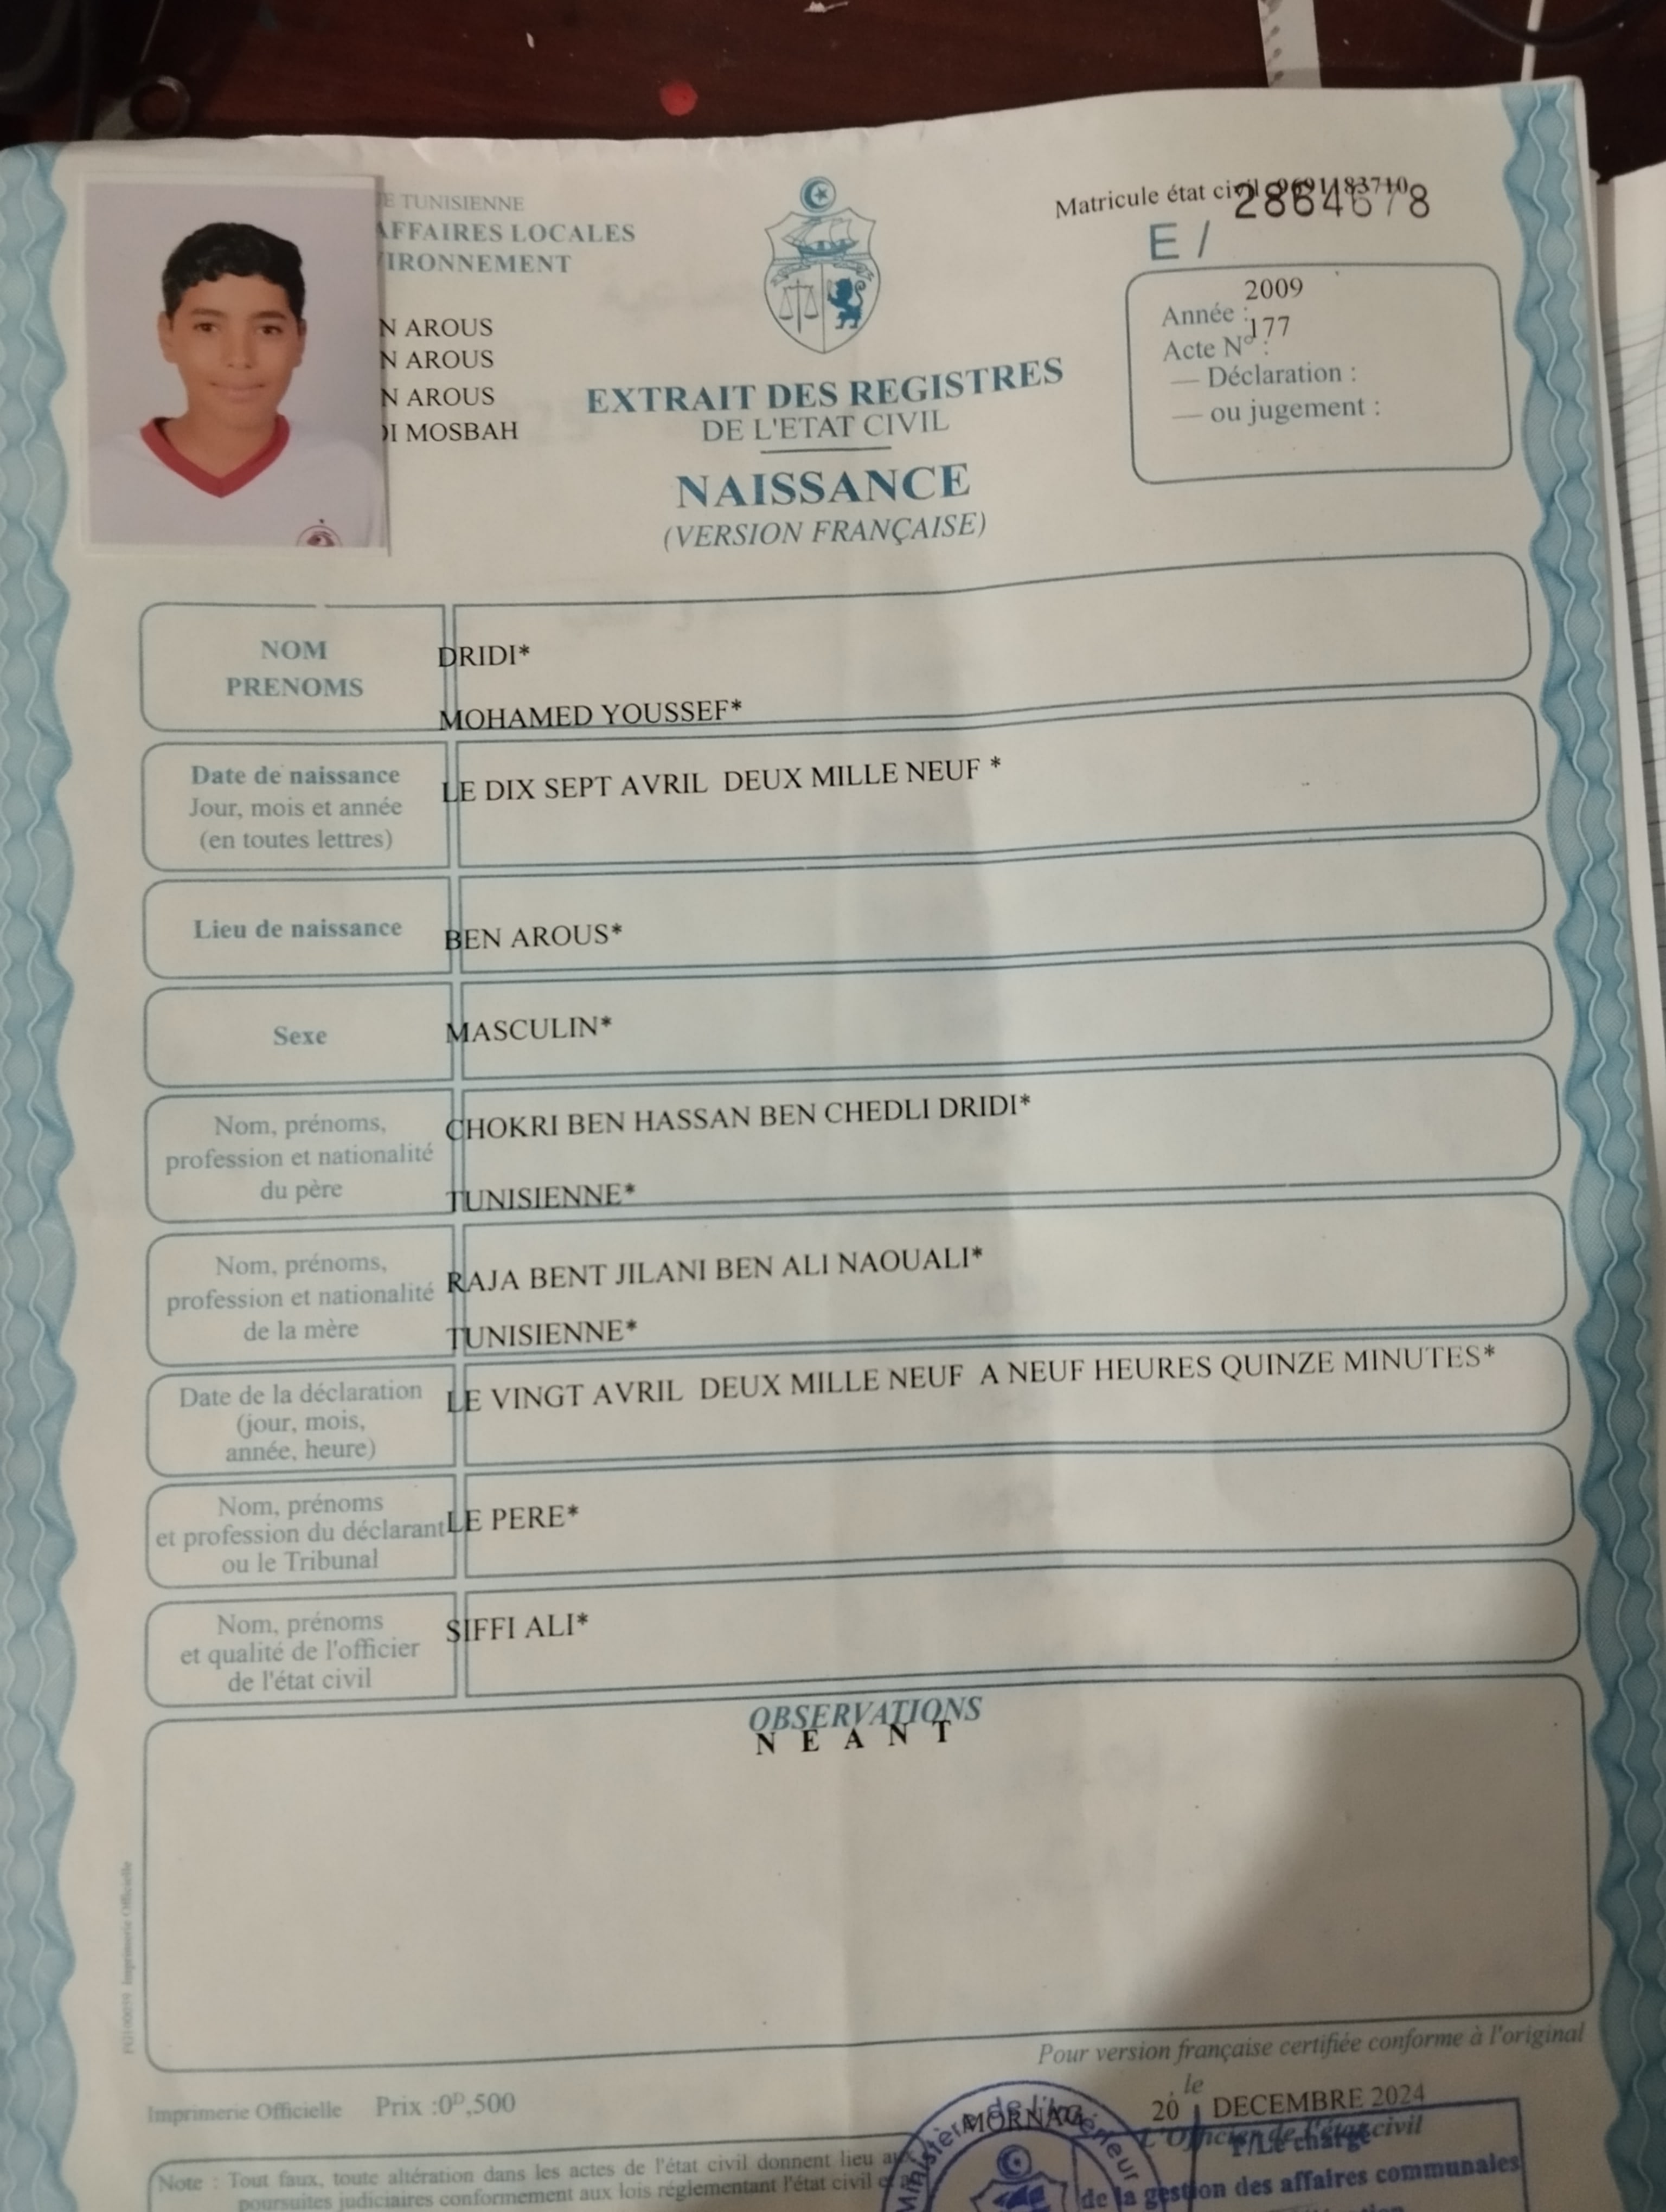 E TUNISIENNE
AFFAIRES LOCALES
IRONNEMENT
N AROUS
N AROUS
N AROUS
DI MOSBAH
Matricule état civil
2864678
E /
2009
Année :
177
Acte N° :
— Déclaration :
— ou jugement :
EXTRAIT DES REGISTRES
DE L'ETAT CIVIL
NAISSANCE
(VERSION FRANÇAISE)
NOM
PRENOMS
DRIDI*
MOHAMED YOUSSEF*
Date de naissance
Jour, mois et année
(en toutes lettres)
LE DIX SEPT AVRIL DEUX MILLE NEUF *
Lieu de naissance
BEN AROUS*
Sexe
MASCULIN*
Nom, prénoms,
profession et nationalité
du père
CHOKRI BEN HASSAN BEN CHEDLI DRIDI*
TUNISIENNE*
Nom, prénoms,
profession et nationalité
de la mère
RAJA BENT JILANI BEN ALI NAOUALI*
TUNISIENNE*
Date de la déclaration
(jour, mois,
année, heure)
LE VINGT AVRIL DEUX MILLE NEUF A NEUF HEURES QUINZE MINUTES*
Nom, prénoms
et profession du déclarant
ou le Tribunal
LE PERE*
Nom, prénoms
et qualité de l'officier
de l'état civil
SIFFI ALI*
OBSERVATIONS
N E A N T
Pour version française certifiée conforme à l'original
Imprimerie Officielle Prix :0ᴰ,500
MORNAG
le
20 DECEMBRE 2024
L'Officier de l'état civil
Ministère de l'Intérieur
P/Le chargé
de la gestion des affaires communales
Note : Tout faux, toute altération dans les actes de l'état civil donnent lieu
poursuites judiciaires conformement aux lois réglementant l'état civil